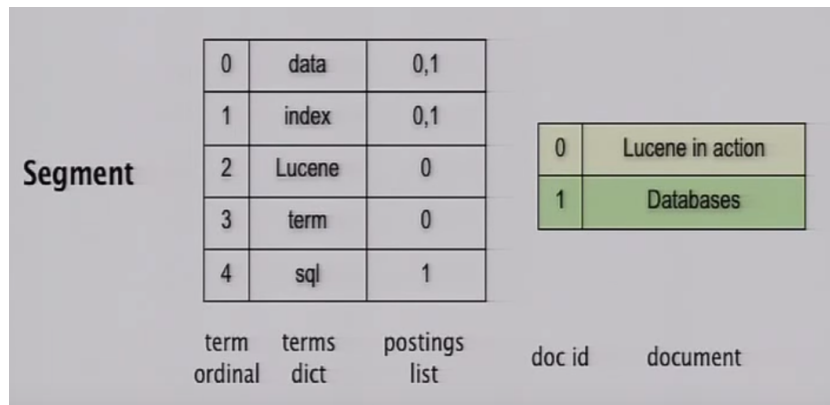 Segment
0 data 0,1
1 index 0,1
2 Lucene 0
3 term 0
4 sql 1
term ordinal
terms dict
postings list
0 Lucene in action
1 Databases
doc id
document